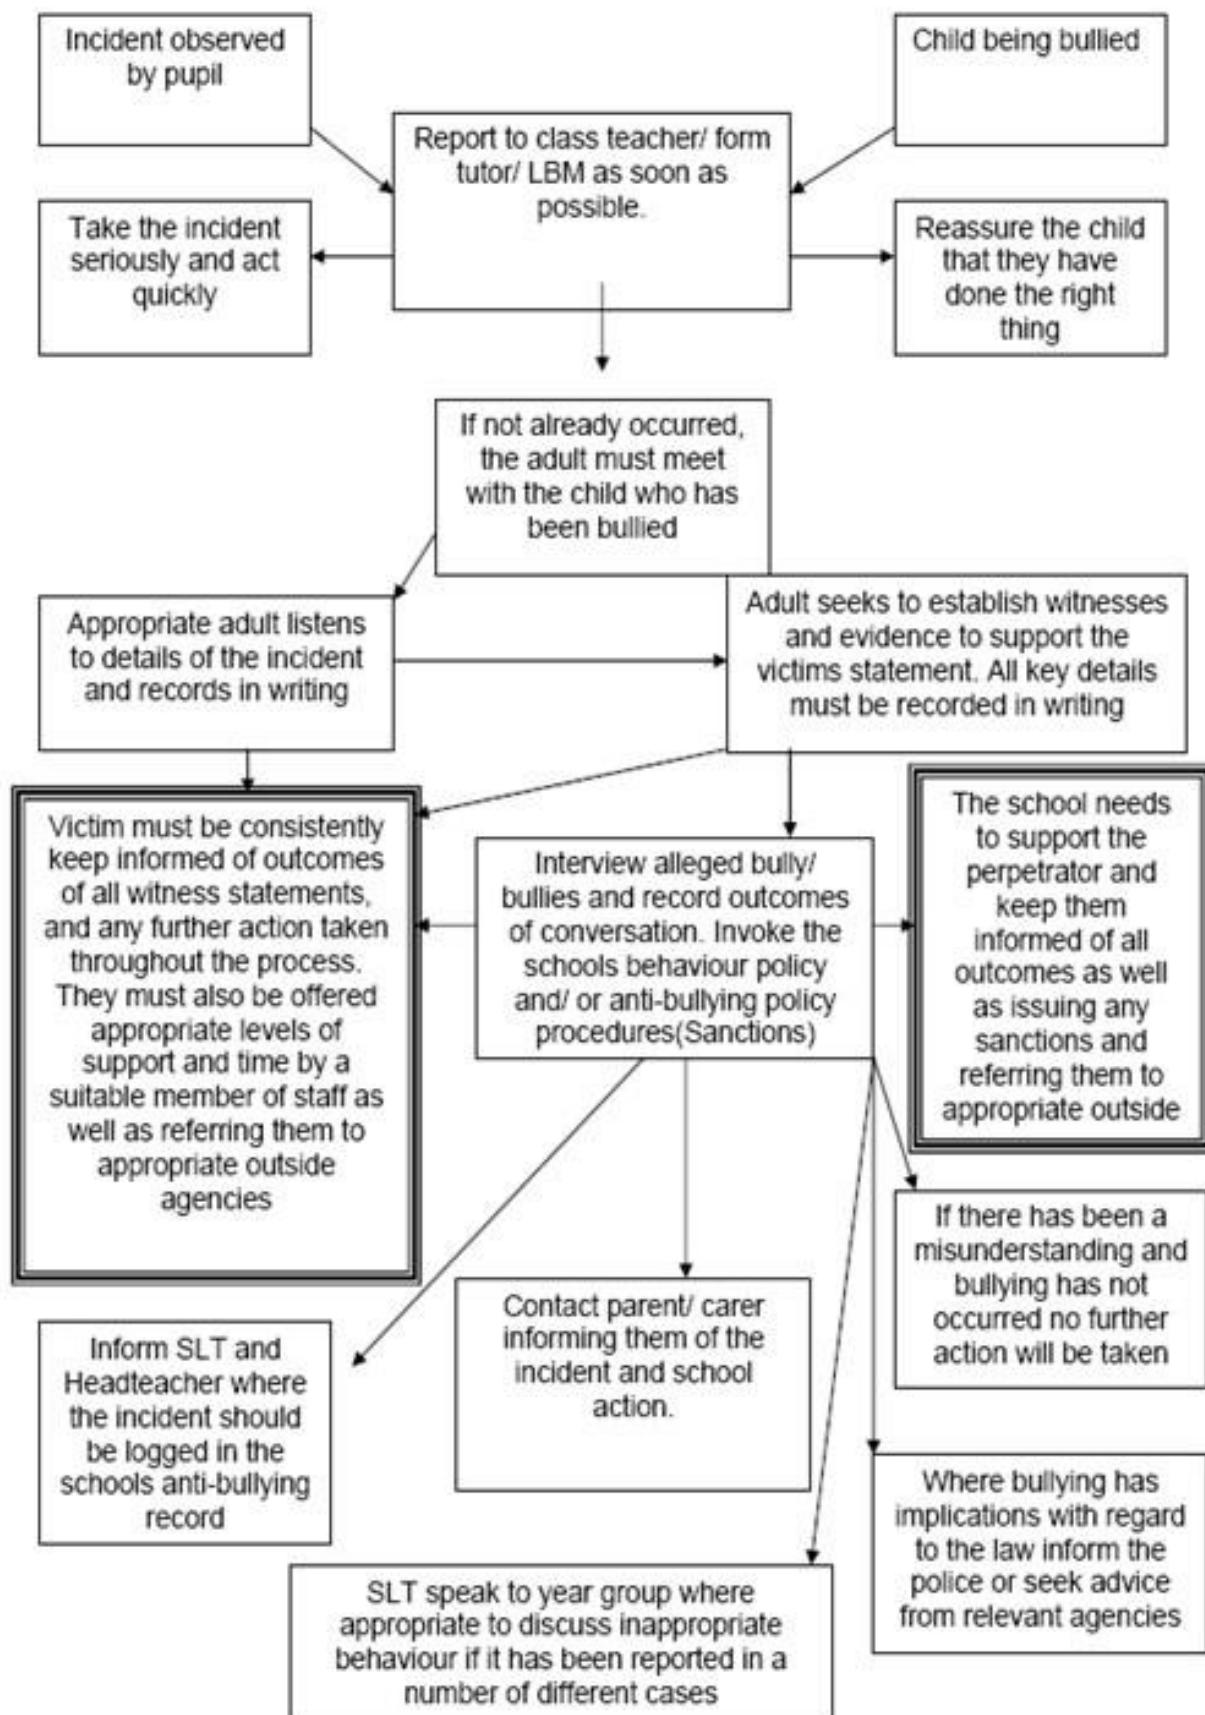 Incident observed
by pupil
Child being bullied
Report to class teacher/ form
tutor/ LBM as soon as
possible.
Take the incident
seriously and act
quickly
Reassure the child
that they have
done the right
thing
If not already occurred,
the adult must meet
with the child who has
been bullied
Appropriate adult listens
to details of the incident
and records in writing
Adult seeks to establish witnesses
and evidence to support the
victims statement. All key details
must be recorded in writing
Victim must be consistently
keep informed of outcomes
of all witness statements,
and any further action taken
throughout the process.
They must also be offered
appropriate levels of
support and time by a
suitable member of staff as
well as referring them to
appropriate outside
agencies
Interview alleged bully/
bullies and record outcomes
of conversation. Invoke the
schools behaviour policy
and/ or anti-bullying policy
procedures(Sanctions)
The school needs
to support the
perpetrator and
keep them
informed of all
outcomes as well
as issuing any
sanctions and
referring them to
appropriate outside
If there has been a
misunderstanding and
bullying has not
occurred no further
action will be taken
Contact parent/ carer
informing them of the
incident and school
action.
Inform SLT and
Headteacher where
the incident should
be logged in the
schools anti-bullying
record
Where bullying has
implications with regard
to the law inform the
police or seek advice
from relevant agencies
SLT speak to year group where
appropriate to discuss inappropriate
behaviour if it has been reported in a
number of different cases